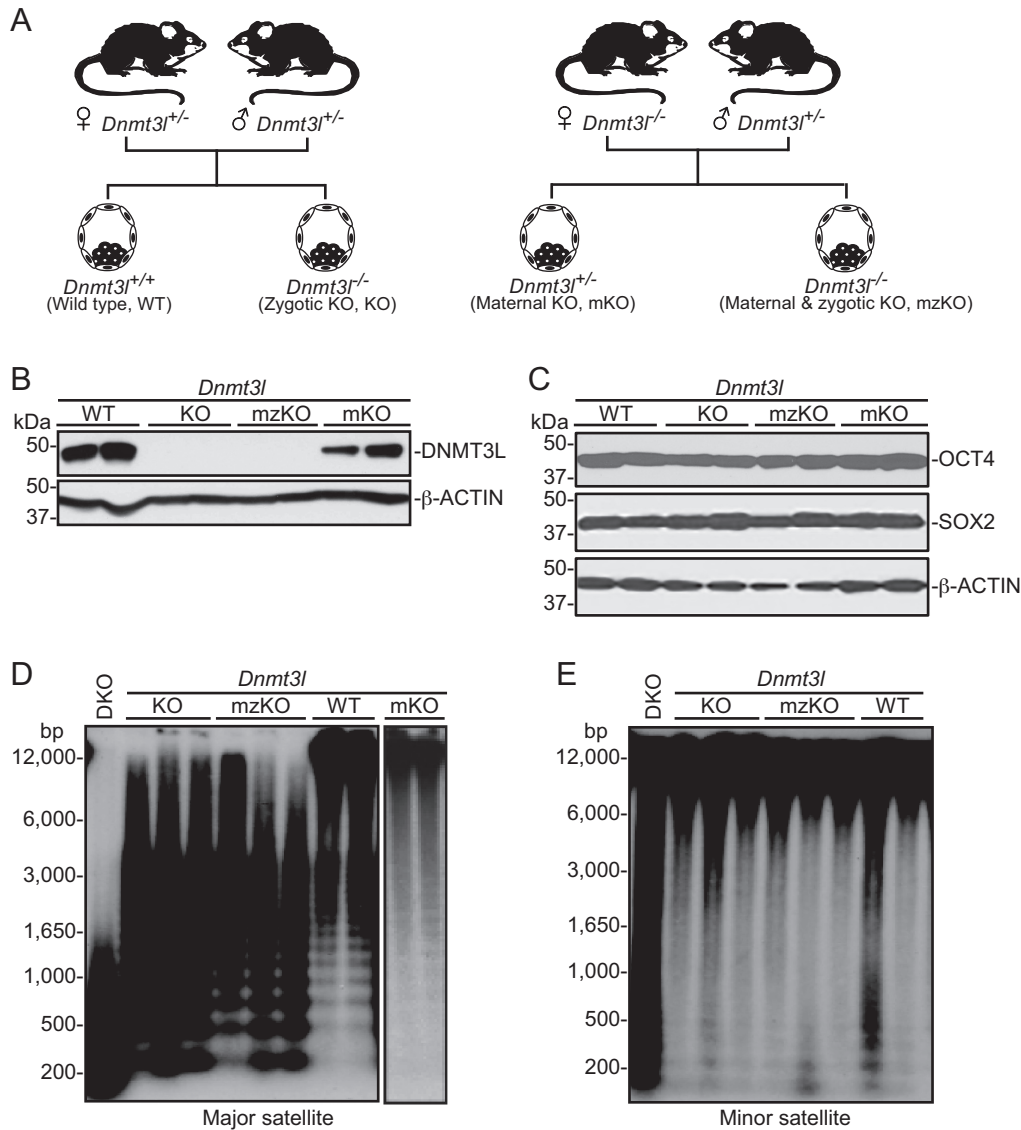 A
♀ Dnmt3l+/- ♂ Dnmt3l+/- ♀ Dnmt3l-/- ♂ Dnmt3l+/-
Dnmt3l+/+ Dnmt3l-/- Dnmt3l+/- Dnmt3l-/-
(Wild type, WT) (Zygotic KO, KO) (Maternal KO, mKO) (Maternal & zygotic KO, mzKO)
B
Dnmt3l
kDa WT KO mzKO mKO
50- -DNMT3L
50- -β-ACTIN
37-
C
Dnmt3l
kDa WT KO mzKO mKO
50- -OCT4
37-
50- -SOX2
37-
50- -β-ACTIN
37-
D
Dnmt3l
DKO KO mzKO WT mKO
bp
12,000-
6,000-
3,000-
1,650-
1,000-
500-
200-
Major satellite
E
Dnmt3l
DKO KO mzKO WT
bp
12,000-
6,000-
3,000-
1,650-
1,000-
500-
200-
Minor satellite